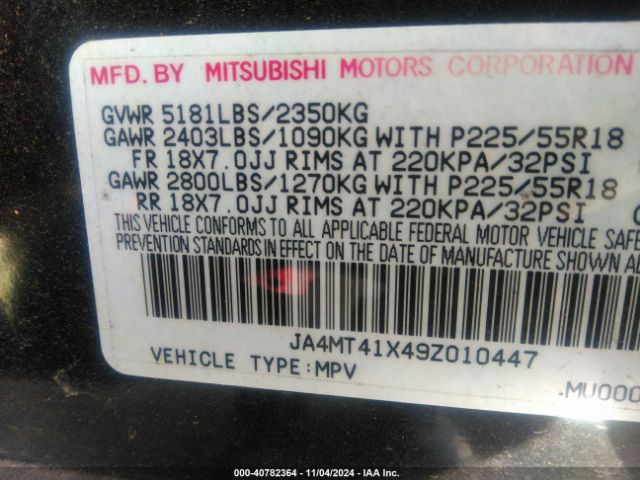 MFD. BY MITSUBISHI MOTORS CORPORATION
GVWR 5181LBS/2350KG
GAWR 2403LBS/1090KG WITH P225/55R18
FR 18X7.0JJ RIMS AT 220KPA/32PSI
GAWR 2800LBS/1270KG WITH P225/55R18
RR 18X7.0JJ RIMS AT 220KPA/32PSI
THIS VEHICLE CONFORMS TO ALL APPLICABLE FEDERAL MOTOR VEHICLE SAFE
PREVENTION STANDARDS IN EFFECT ON THE DATE OF MANUFACTURE SHOWN A
JA4MT41X49Z010447
VEHICLE TYPE:MPV
MU000
000-40782364 - 11/04/2024 - IAA Inc.